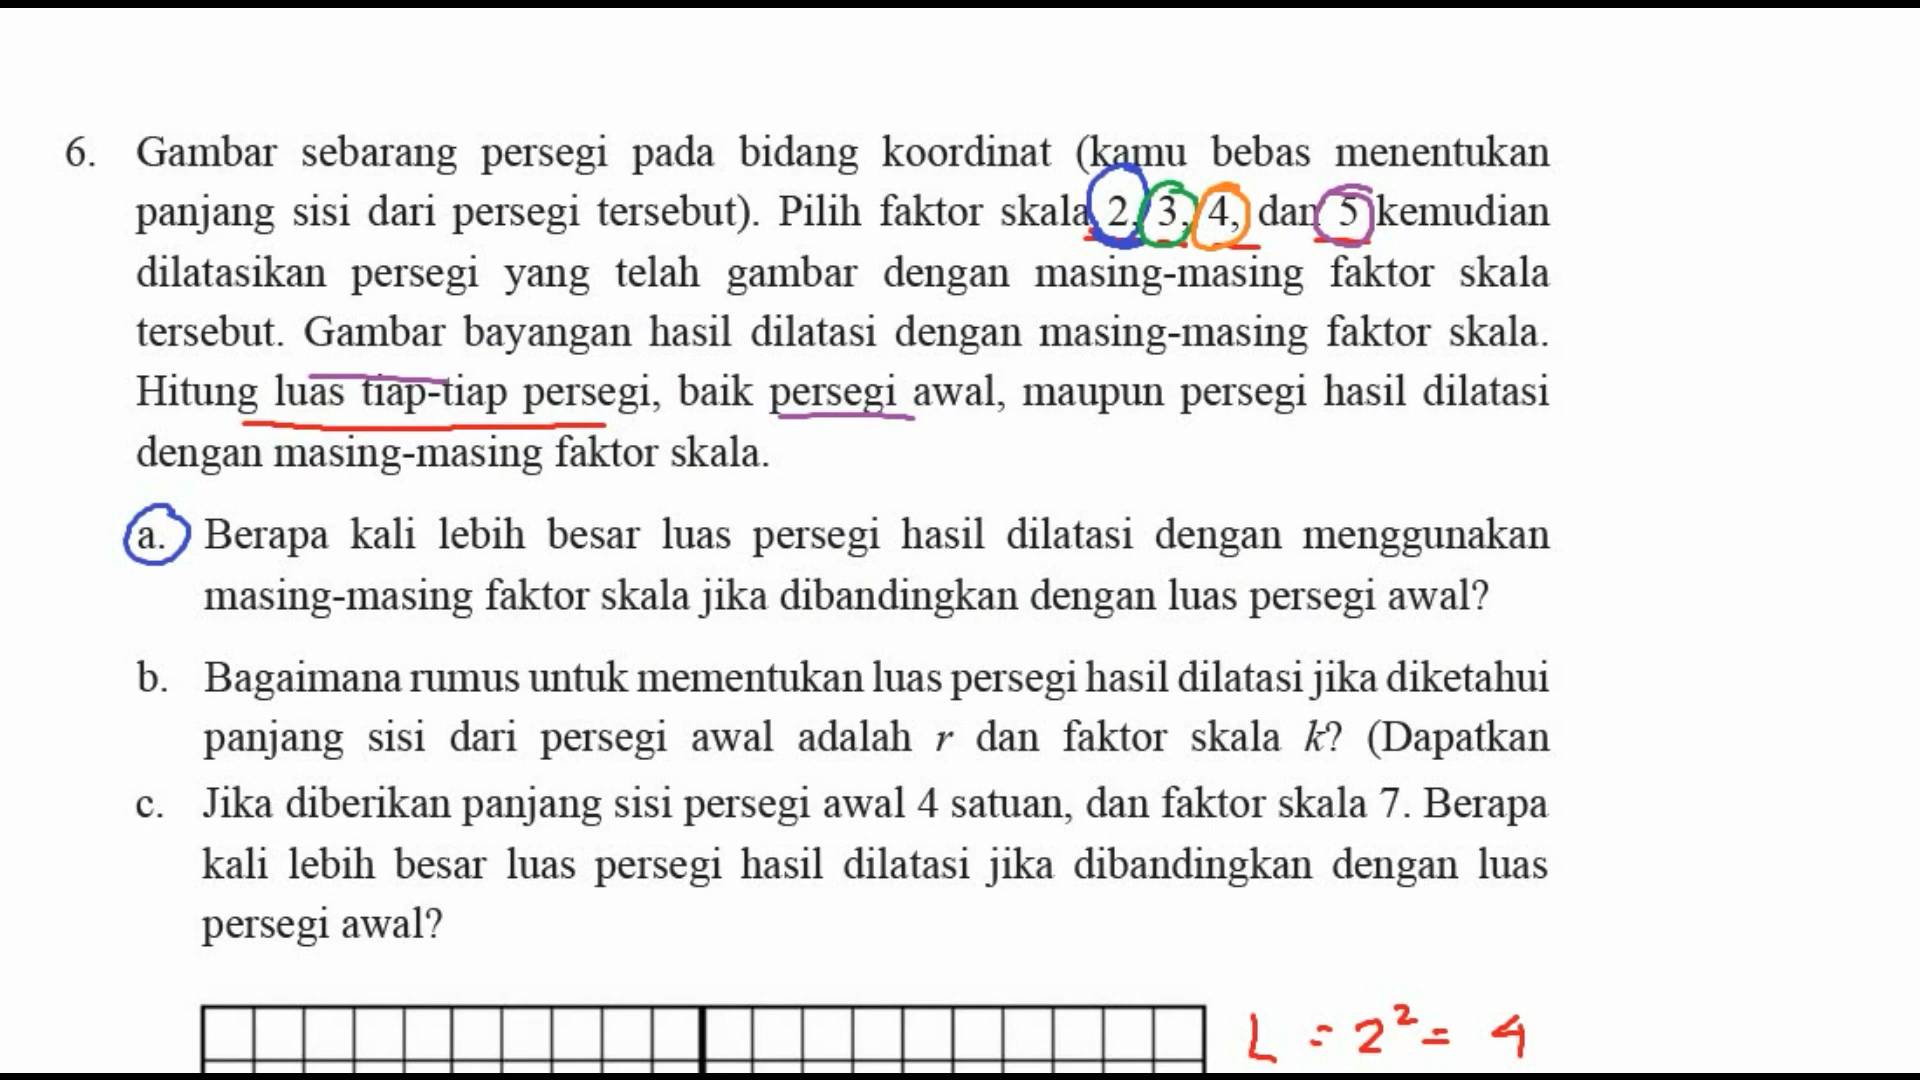 6. Gambar sebarang persegi pada bidang koordinat (kamu bebas menentukan
panjang sisi dari persegi tersebut). Pilih faktor skala 2, 3, 4, dan 5 kemudian
dilatasikan persegi yang telah gambar dengan masing-masing faktor skala
tersebut. Gambar bayangan hasil dilatasi dengan masing-masing faktor skala.
Hitung luas tiap-tiap persegi, baik persegi awal, maupun persegi hasil dilatasi
dengan masing-masing faktor skala.
a. Berapa kali lebih besar luas persegi hasil dilatasi dengan menggunakan
masing-masing faktor skala jika dibandingkan dengan luas persegi awal?
b. Bagaimana rumus untuk mementukan luas persegi hasil dilatasi jika diketahui
panjang sisi dari persegi awal adalah r dan faktor skala k? (Dapatkan
c. Jika diberikan panjang sisi persegi awal 4 satuan, dan faktor skala 7. Berapa
kali lebih besar luas persegi hasil dilatasi jika dibandingkan dengan luas
persegi awal?
L = 2² = 4